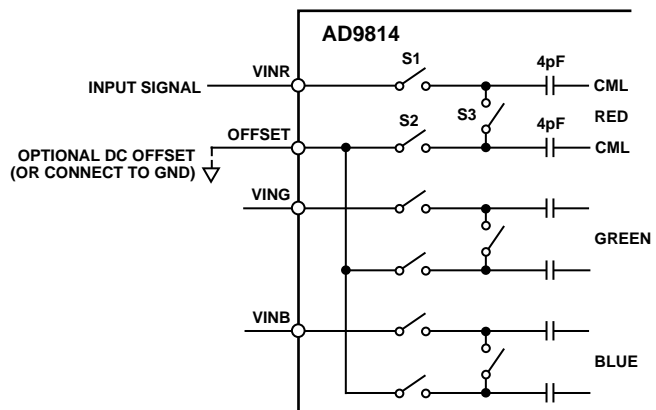 AD9814
S1
4pF
VINR
INPUT SIGNAL
CML
S3
RED
OFFSET
S2
4pF
CML
OPTIONAL DC OFFSET
(OR CONNECT TO GND)
VING
GREEN
VINB
BLUE